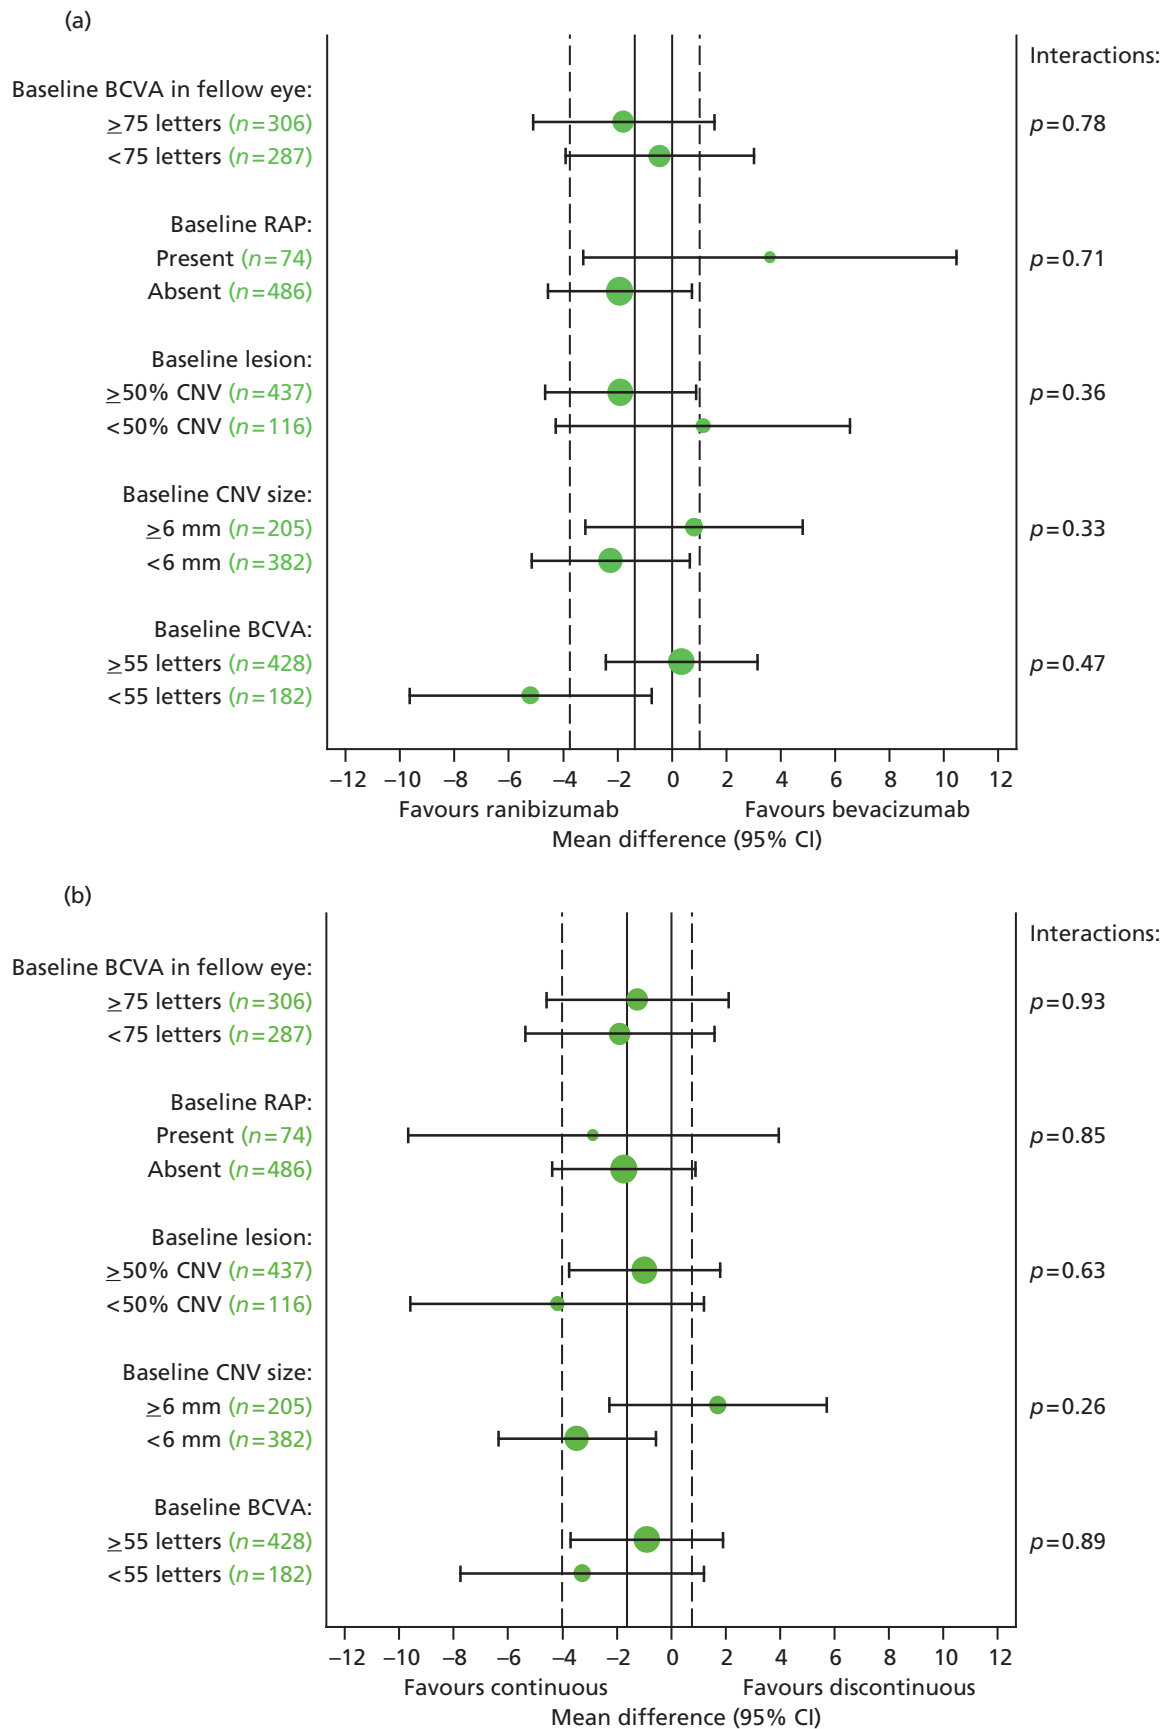 (a)
Interactions:
Baseline BCVA in fellow eye:
≥75 letters (n=306) p=0.78
<75 letters (n=287)
Baseline RAP:
Present (n=74) p=0.71
Absent (n=486)
Baseline lesion:
≥50% CNV (n=437) p=0.36
<50% CNV (n=116)
Baseline CNV size:
≥6 mm (n=205) p=0.33
<6 mm (n=382)
Baseline BCVA:
≥55 letters (n=428) p=0.47
<55 letters (n=182)
−12 −10 −8 −6 −4 −2 0 2 4 6 8 10 12
Favours ranibizumab Favours bevacizumab
Mean difference (95% CI)
(b)
Interactions:
Baseline BCVA in fellow eye:
≥75 letters (n=306) p=0.93
<75 letters (n=287)
Baseline RAP:
Present (n=74) p=0.85
Absent (n=486)
Baseline lesion:
≥50% CNV (n=437) p=0.63
<50% CNV (n=116)
Baseline CNV size:
≥6 mm (n=205) p=0.26
<6 mm (n=382)
Baseline BCVA:
≥55 letters (n=428) p=0.89
<55 letters (n=182)
−12 −10 −8 −6 −4 −2 0 2 4 6 8 10 12
Favours continuous Favours discontinuous
Mean difference (95% CI)